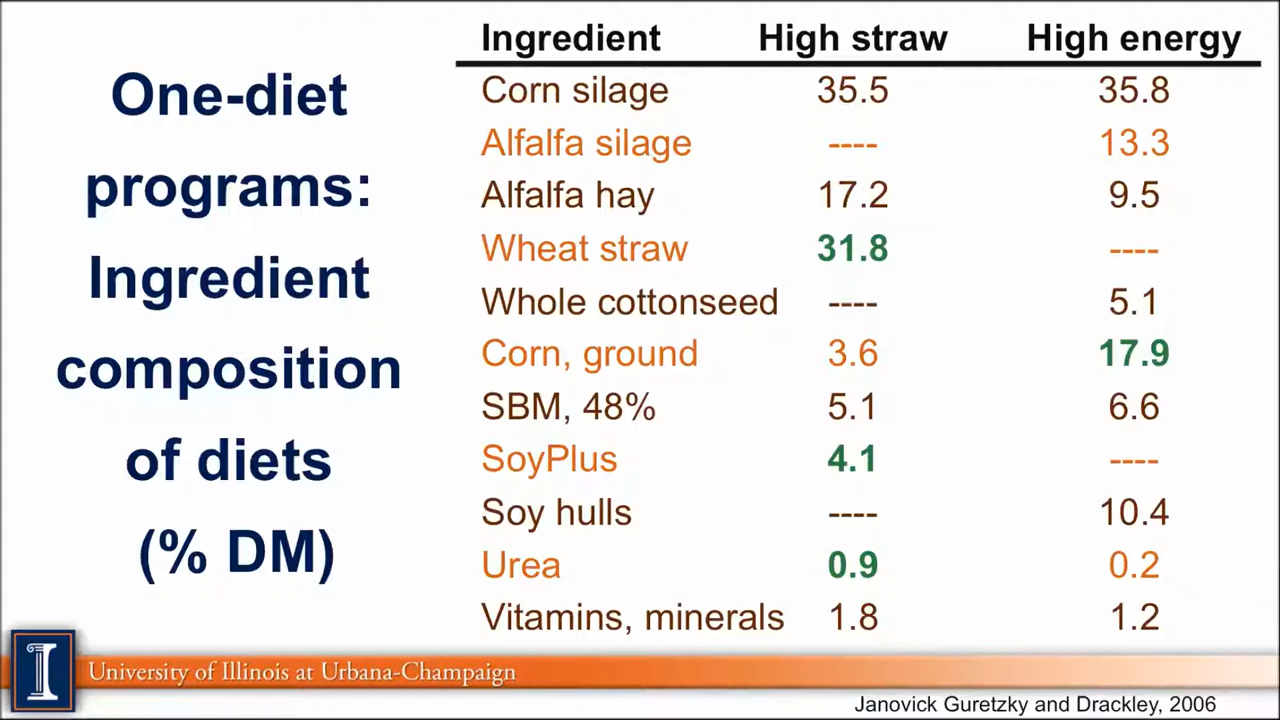 One-diet
programs:
Ingredient
composition
of diets
(% DM)
Ingredient High straw High energy
Corn silage 35.5 35.8
Alfalfa silage ---- 13.3
Alfalfa hay 17.2 9.5
Wheat straw 31.8 ----
Whole cottonseed ---- 5.1
Corn, ground 3.6 17.9
SBM, 48% 5.1 6.6
SoyPlus 4.1 ----
Soy hulls ---- 10.4
Urea 0.9 0.2
Vitamins, minerals 1.8 1.2
I University of Illinois at Urbana-Champaign
Janovick Guretzky and Drackley, 2006